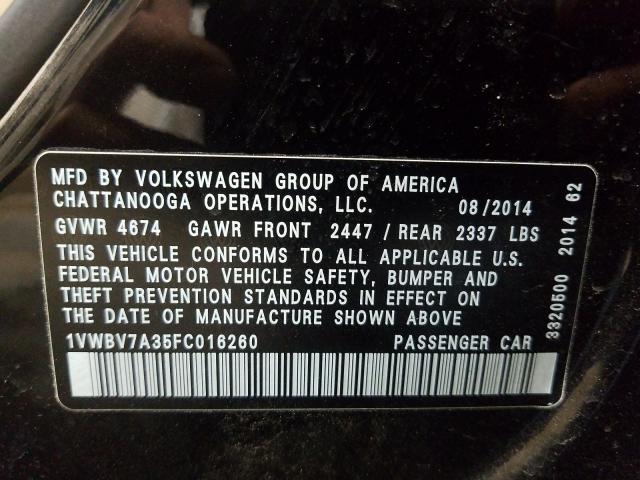 MFD BY VOLKSWAGEN GROUP OF AMERICA
CHATTANOOGA OPERATIONS, LLC. 08/2014
GVWR 4674 GAWR FRONT 2447 / REAR 2337 LBS
THIS VEHICLE CONFORMS TO ALL APPLICABLE U.S.
FEDERAL MOTOR VEHICLE SAFETY, BUMPER AND
THEFT PREVENTION STANDARDS IN EFFECT ON
THE DATE OF MANUFACTURE SHOWN ABOVE
1VWBV7A35FC016260 PASSENGER CAR
3320500 2014 62